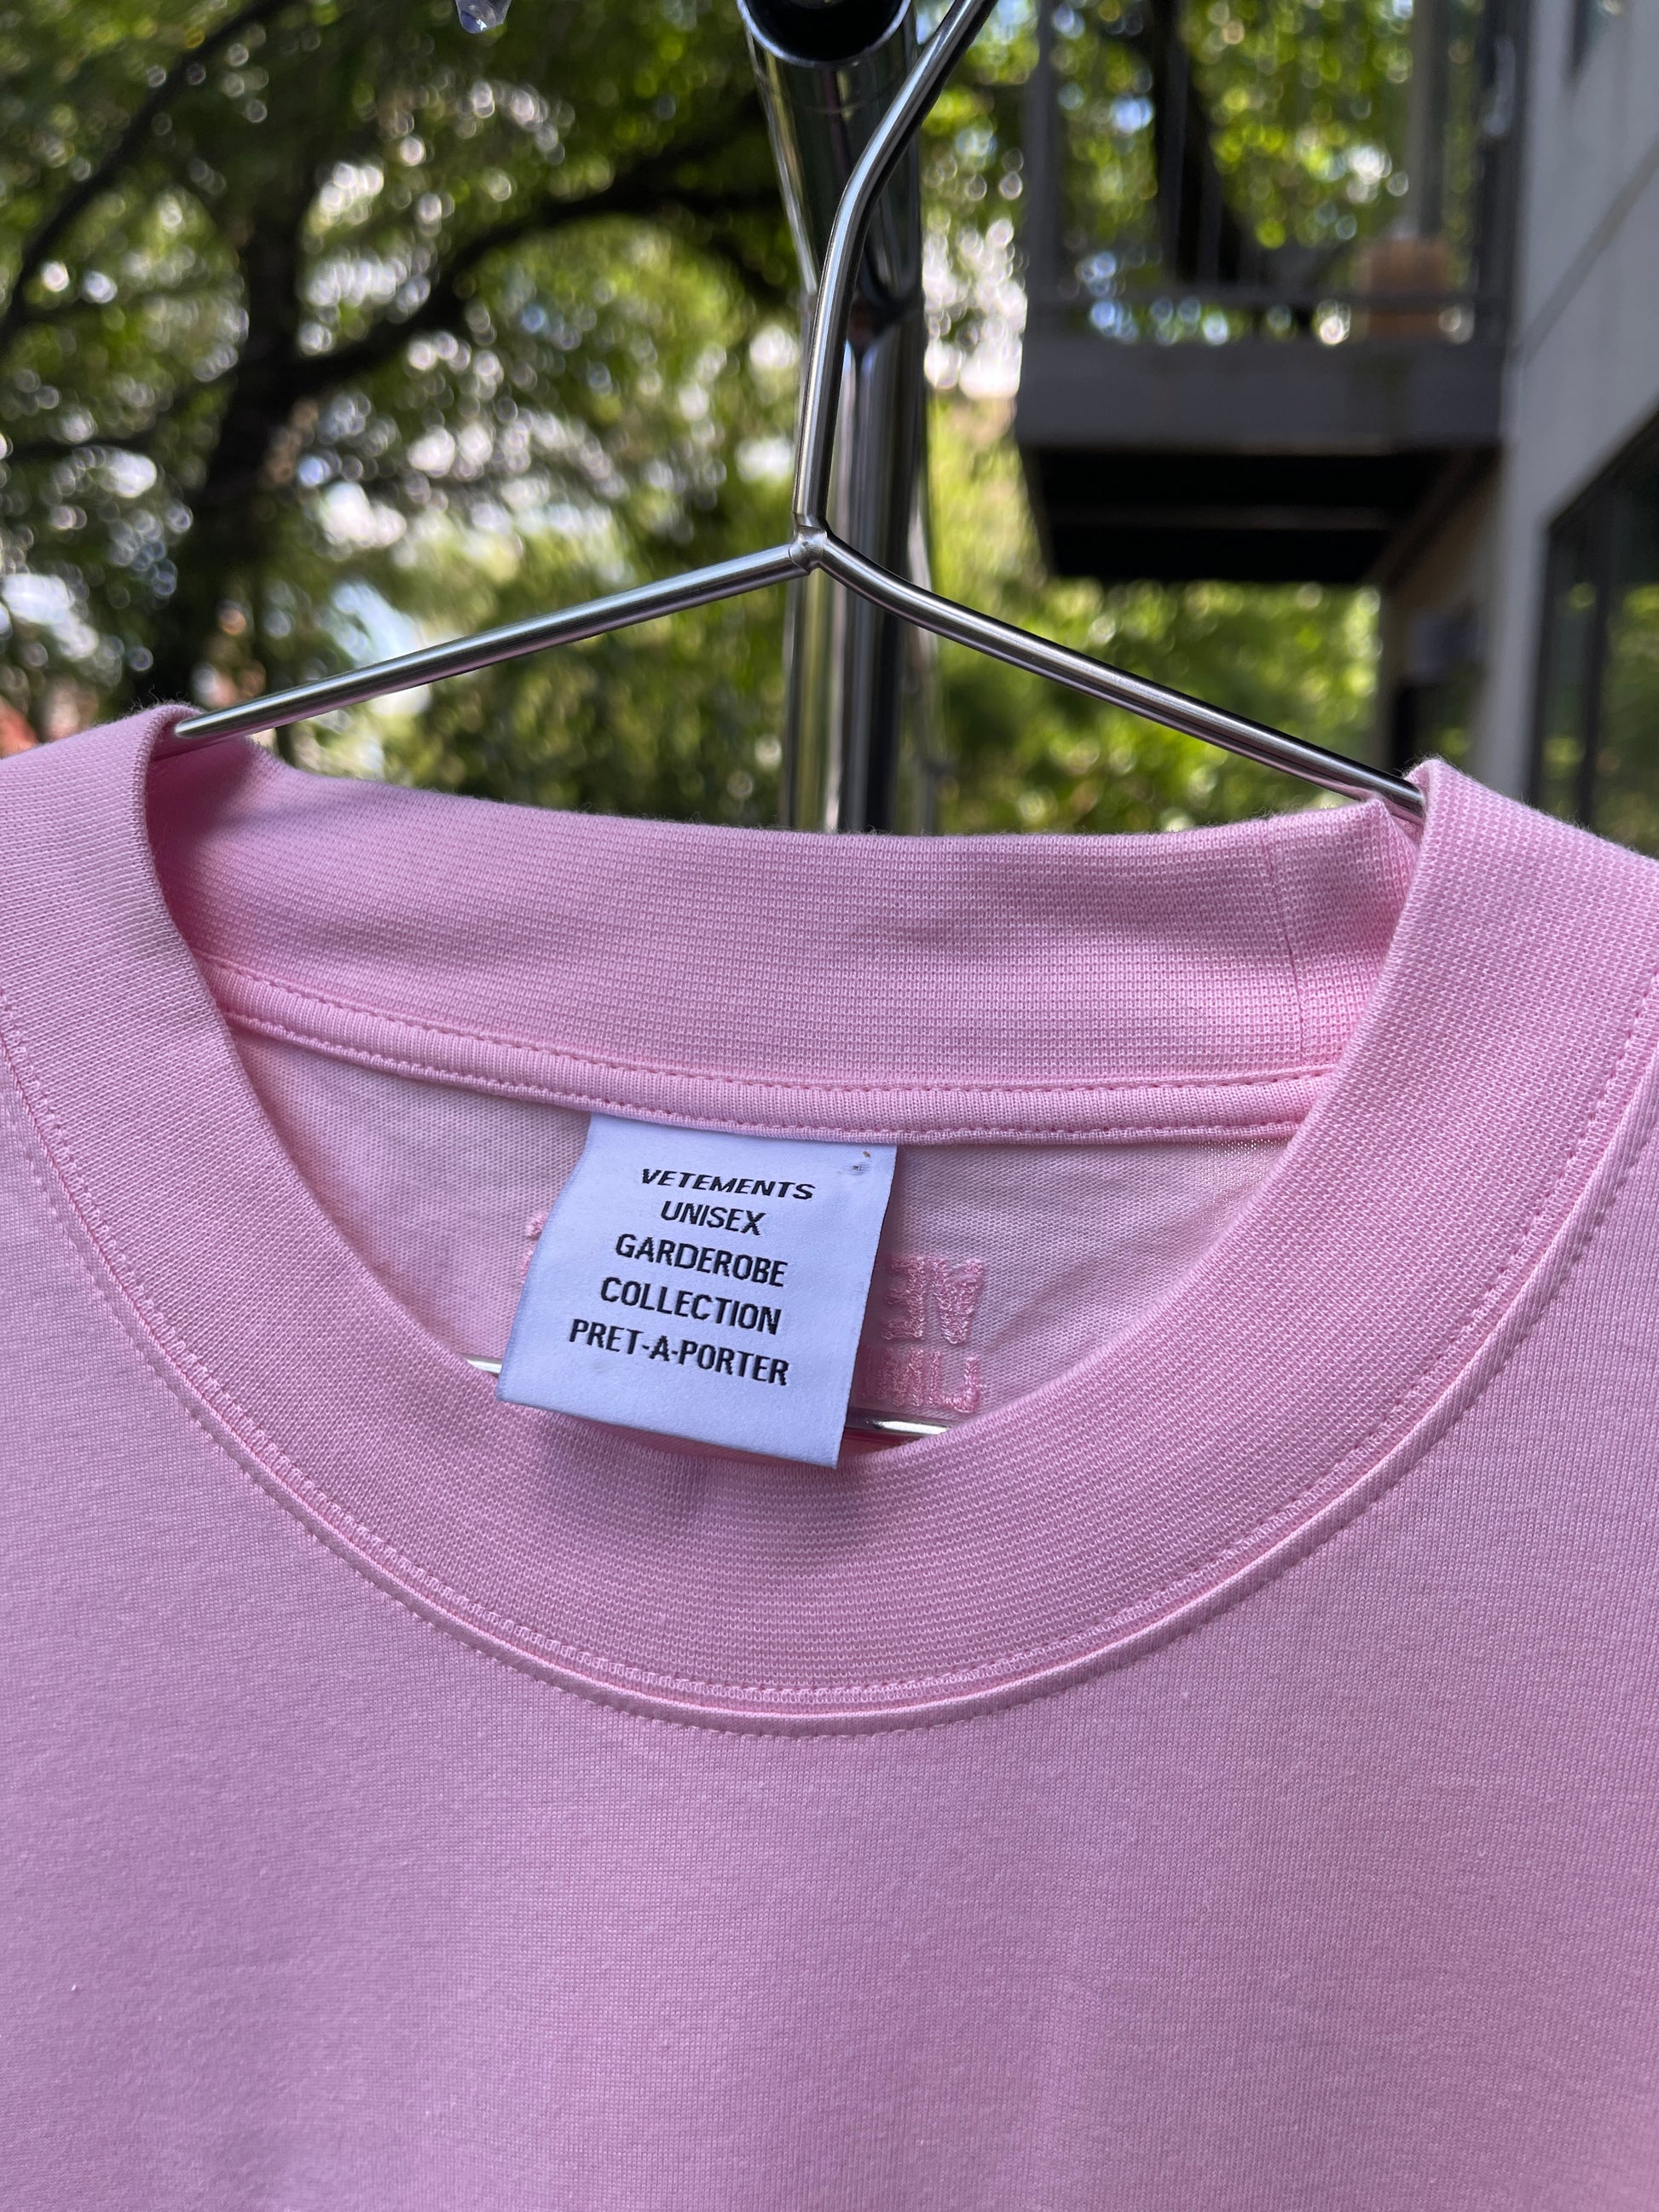 VETEMENTS
UNISEX
GARDEROBE
COLLECTION
PRET-A-PORTER